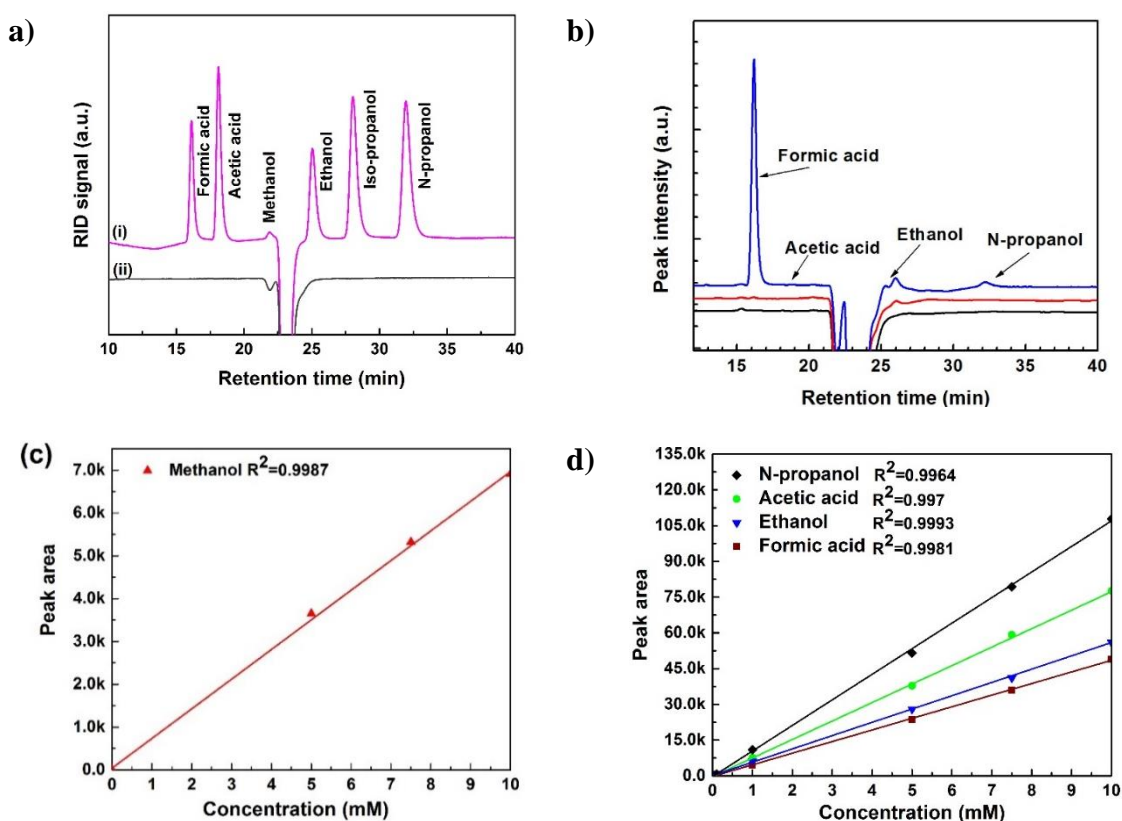 a)
RID signal (a.u.)
(i)
(ii)
Formic acid
Acetic acid
Methanol
Ethanol
Iso-propanol
N-propanol
10 15 20 25 30 35 40
Retention time (min)
b)
Peak intensity (a.u.)
Formic acid
Acetic acid
Ethanol
N-propanol
15 20 25 30 35 40
Retention time (min)
(c)
Peak area
7.0k
6.0k
5.0k
4.0k
3.0k
2.0k
1.0k
0.0
Methanol R²=0.9987
0 1 2 3 4 5 6 7 8 9 10
Concentration (mM)
d)
Peak area
135.0k
120.0k
105.0k
90.0k
75.0k
60.0k
45.0k
30.0k
15.0k
0.0
N-propanol R²=0.9964
Acetic acid R²=0.997
Ethanol R²=0.9993
Formic acid R²=0.9981
0 1 2 3 4 5 6 7 8 9 10
Concentration (mM)